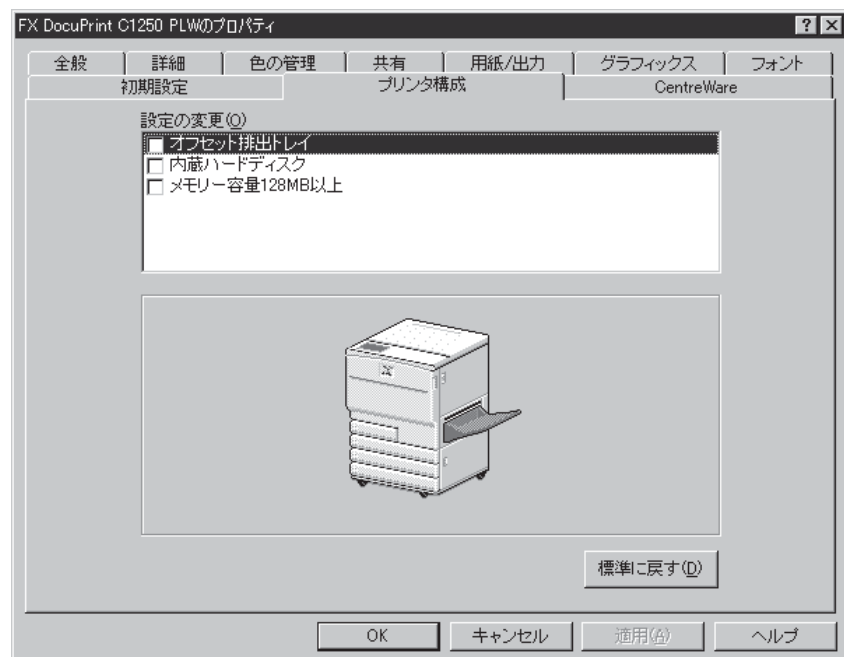 FX DocuPrint C1250 PLWのプロパティ
全般 詳細 色の管理 共有 用紙/出力 グラフィックス フォント
初期設定 プリンタ構成 CentreWare
設定の変更(O)
オフセット排出トレイ
内蔵ハードディスク
メモリー容量128MB以上
標準に戻す(D)
OK キャンセル 適用(A) ヘルプ